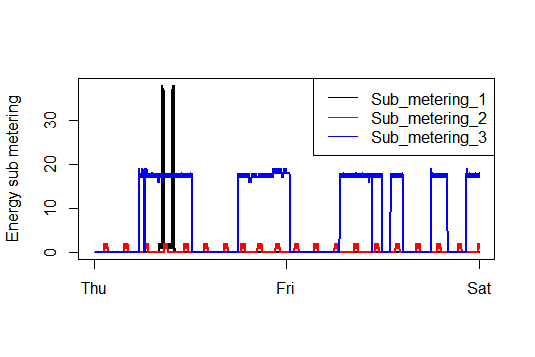 Energy sub metering
30
20
10
0
Sub_metering_1
Sub_metering_2
Sub_metering_3
Thu
Fri
Sat